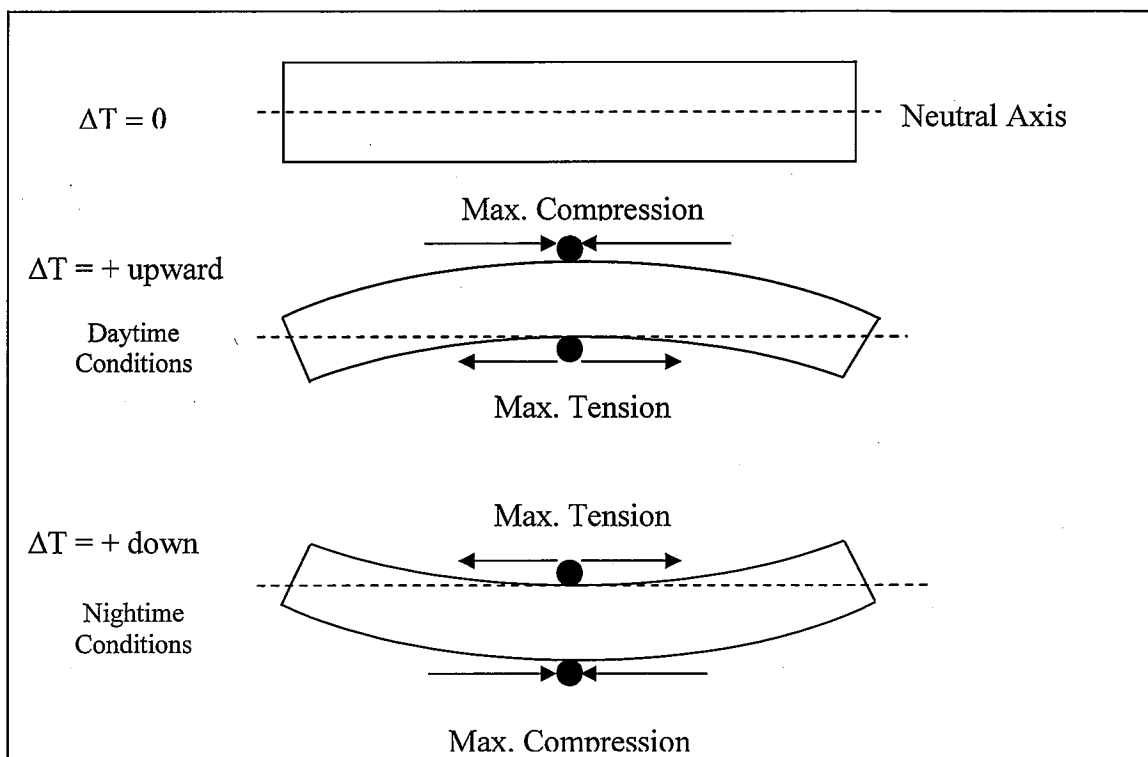 ΔT = 0
Neutral Axis
Max. Compression
ΔT = + upward
Daytime
Conditions
Max. Tension
Max. Tension
ΔT = + down
Nightime
Conditions
Max. Compression